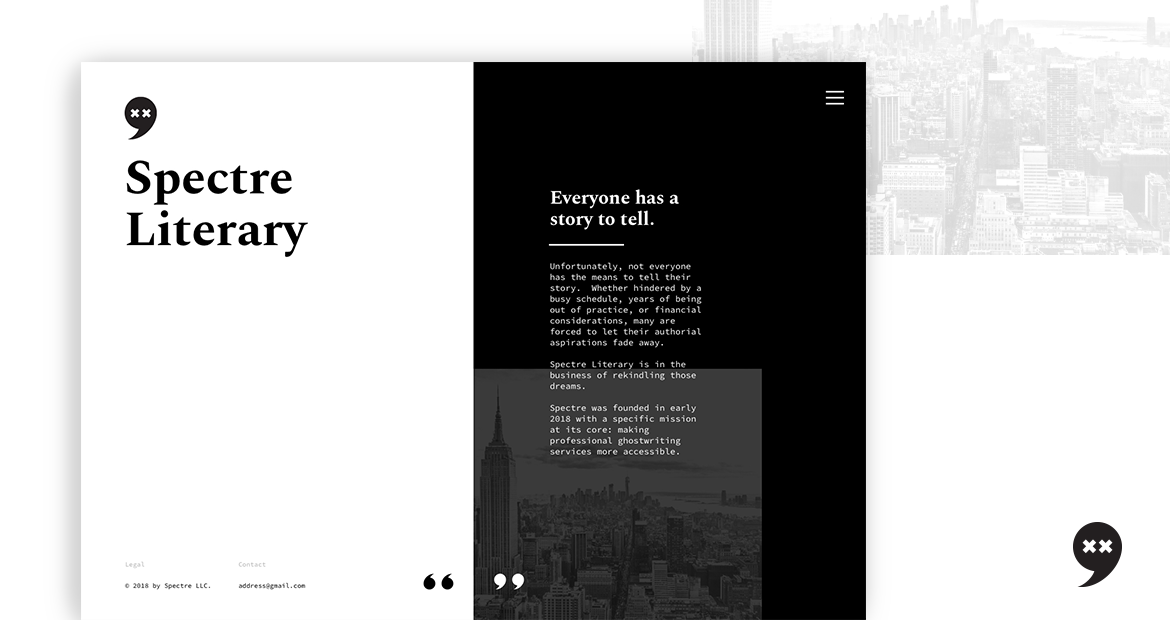 Spectre
Literary
Everyone has a
story to tell.
Unfortunately, not everyone
has the means to tell their
story.  Whether hindered by a
busy schedule, years of being
out of practice, or financial
considerations, many are
forced to let their authorial
aspirations fade away.
Spectre Literary is in the
business of rekindling those
dreams.
Spectre was founded in early
2018 with a specific mission
at its core: making
professional ghostwriting
services more accessible.
Legal
© 2018 by Spectre LLC.
Contact
address@gmail.com
“ ”